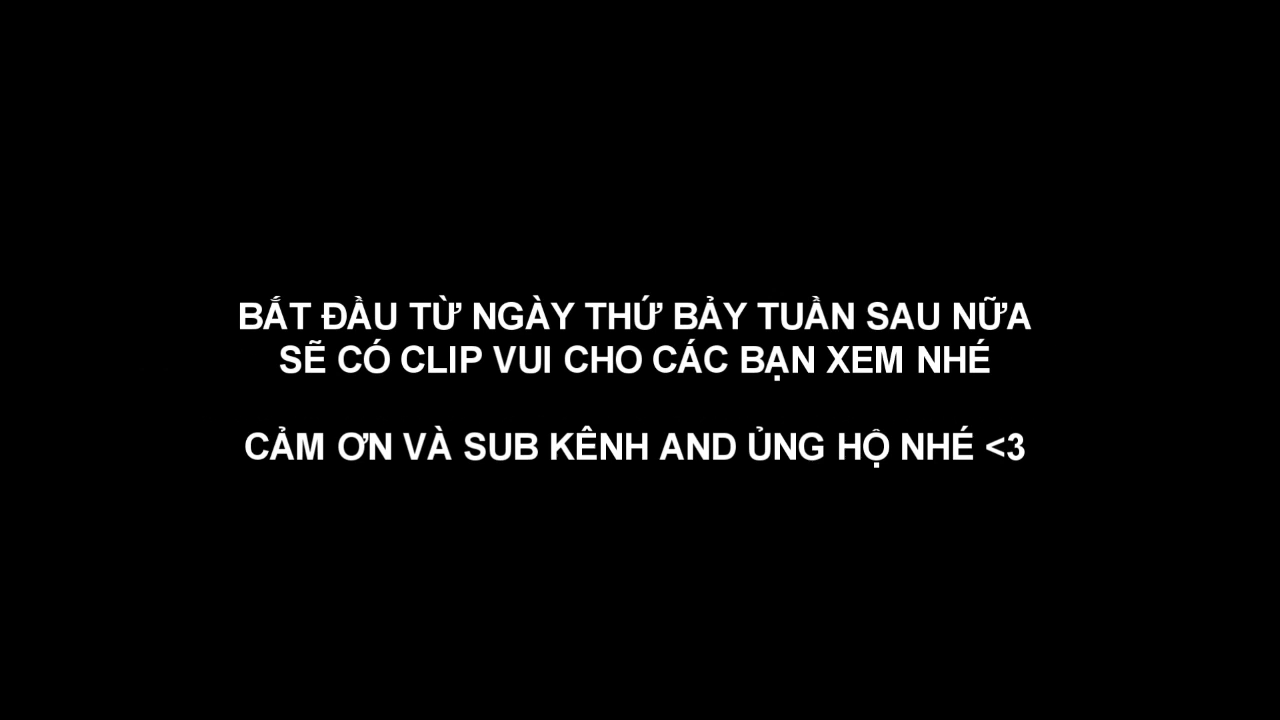 BẮT ĐẦU TỪ NGÀY THỨ BẢY TUẦN SAU NỮA
SẼ CÓ CLIP VUI CHO CÁC BẠN XEM NHÉ
CẢM ƠN VÀ SUB KÊNH AND ỦNG HỘ NHÉ <3